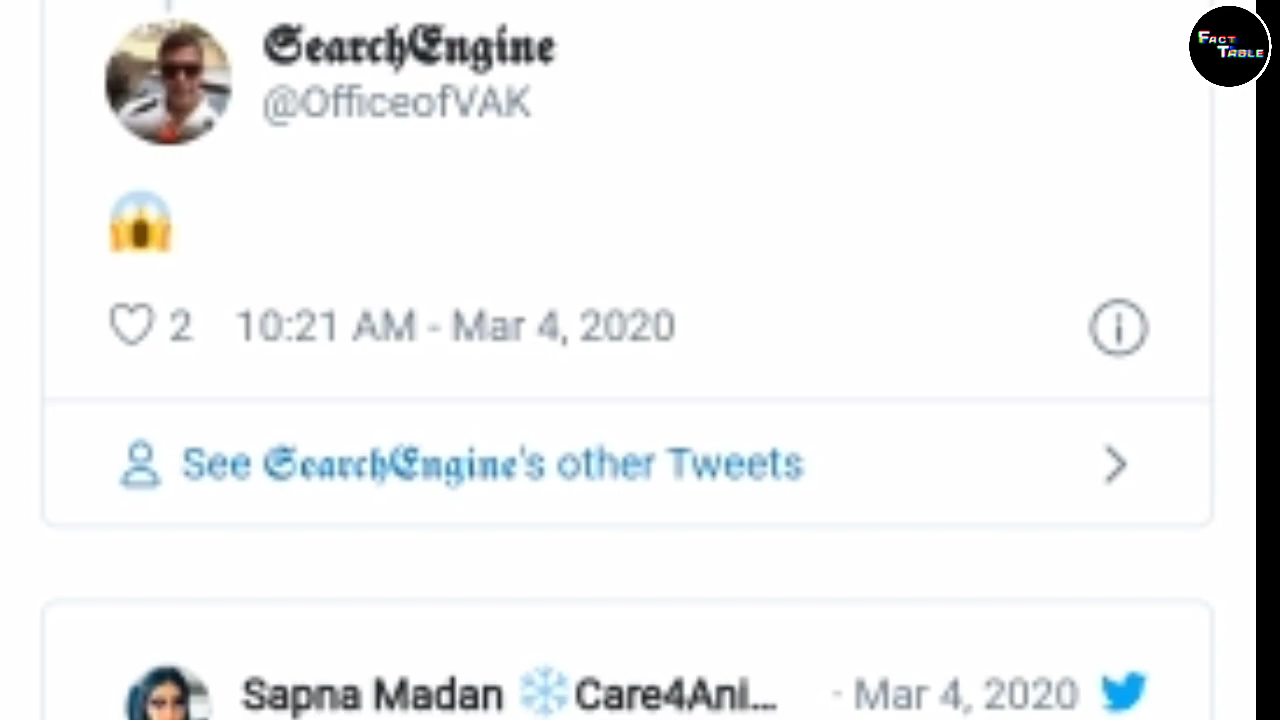 FACT
TABLE
𝕾𝖊𝖆𝖗𝖈𝖍𝕰𝖓𝖌𝖎𝖓𝖊
@OfficeofVAK
😱
2 10:21 AM - Mar 4, 2020
See 𝕾𝖊𝖆𝖗𝖈𝖍𝕰𝖓𝖌𝖎𝖓𝖊's other Tweets
Sapna Madan ❄️Care4Ani... · Mar 4, 2020